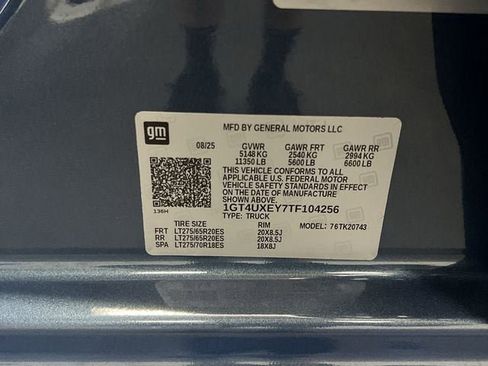 gm
MFD BY GENERAL MOTORS LLC
08/25 GVWR GAWR FRT GAWR RR
5148 KG 2540 KG 2994 KG
11350 LB 5600 LB 6600 LB
THIS VEHICLE CONFORMS TO ALL
APPLICABLE U.S. FEDERAL MOTOR
VEHICLE SAFETY STANDARDS IN
EFFECT ON THE DATE OF MANUFACTURE
SHOWN ABOVE.
136H
1GT4UXEY7TF104256
TYPE: TRUCK MODEL: 76TK20743
TIRE SIZE RIM
FRT LT275/65R20ES 20X8.5J
RR LT275/65R20ES 20X8.5J
SPA LT275/70R18ES 18X8J